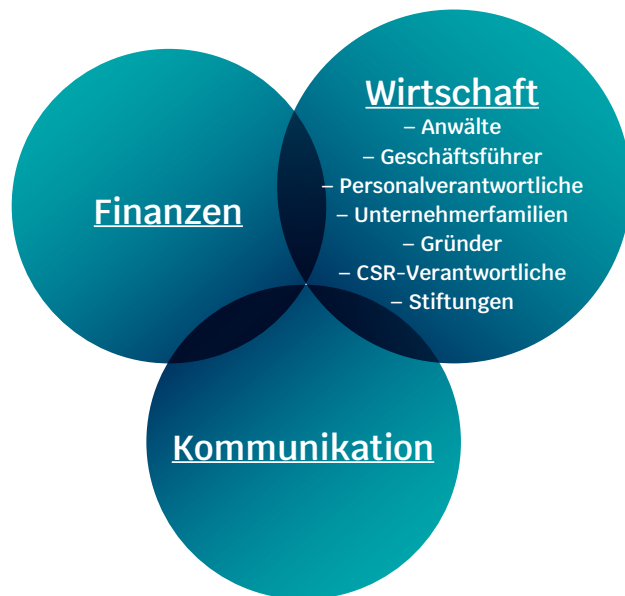 Wirtschaft
– Anwälte
– Geschäftsführer
– Personalverantwortliche
– Unternehmerfamilien
– Gründer
– CSR-Verantwortliche
– Stiftungen
Finanzen
Kommunikation